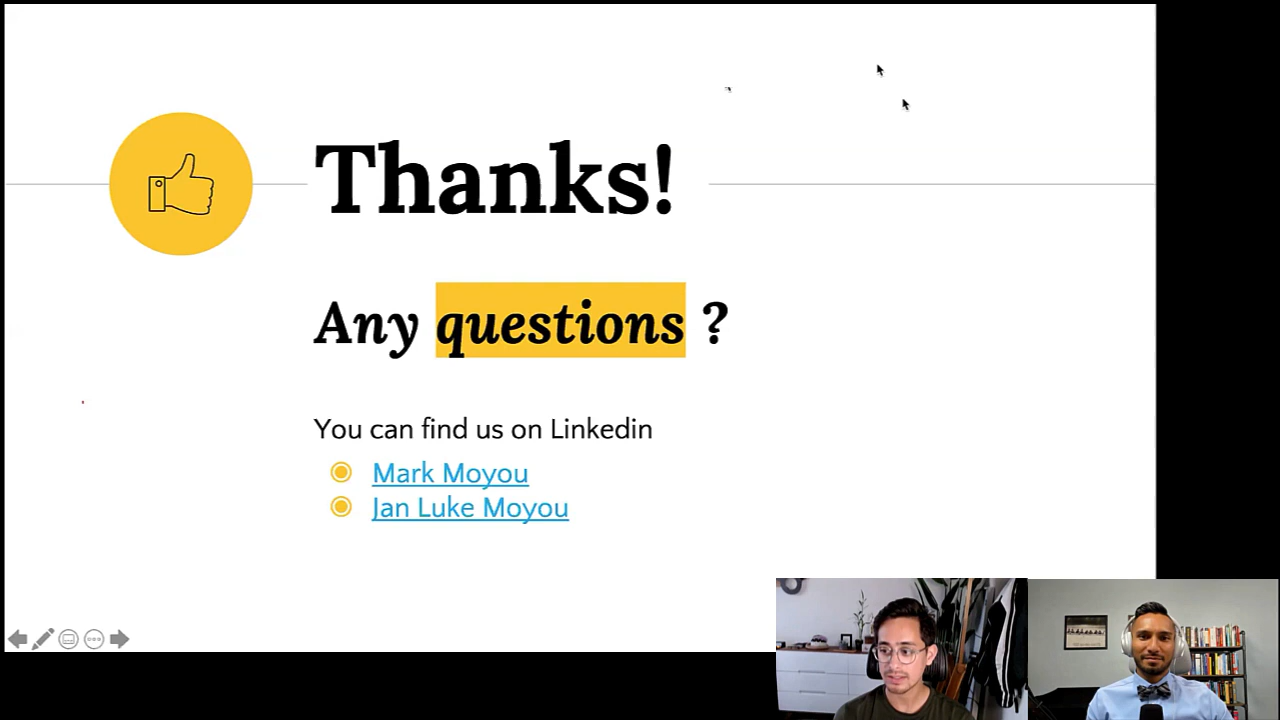 Thanks!
Any questions ?
You can find us on Linkedin
Mark Moyou
Jan Luke Moyou